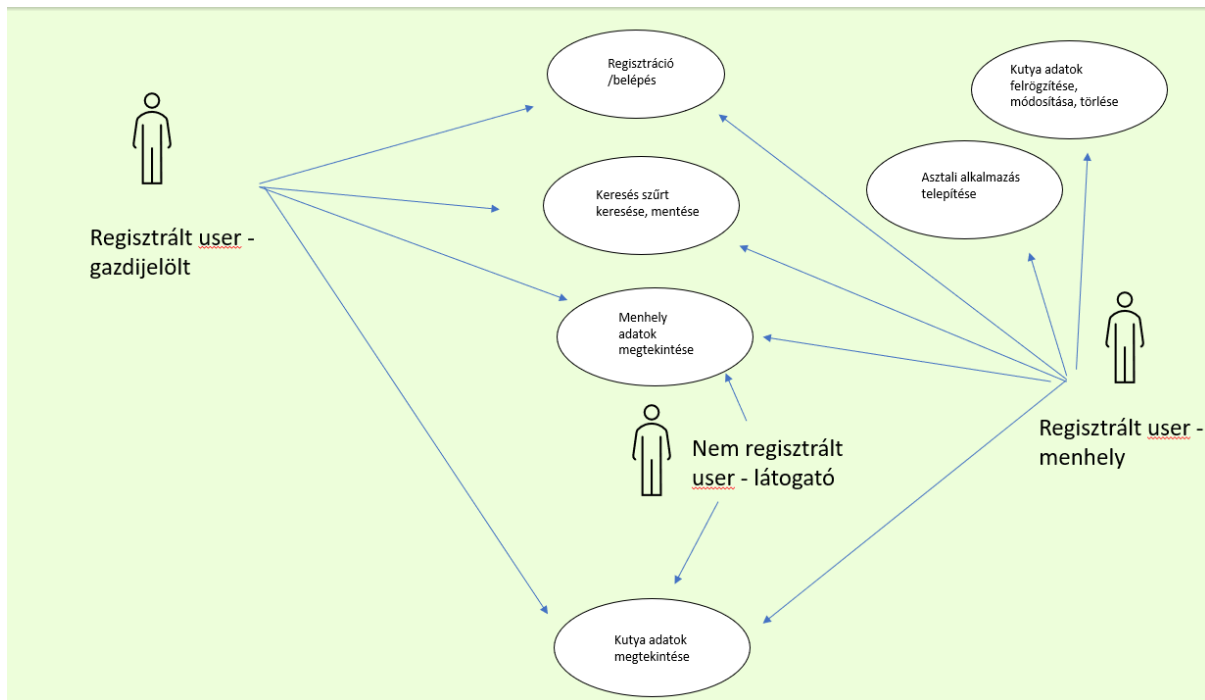 Regisztráció
/belépés
Kutya adatok
felrögzítése,
módosítása, törlése
Asztali alkalmazás
telepítése
Keresés szűrt
keresése, mentése
Regisztrált user -
gazdijelölt
Menhely
adatok
megtekintése
Nem regisztrált
user - látogató
Regisztrált user -
menhely
Kutya adatok
megtekintése